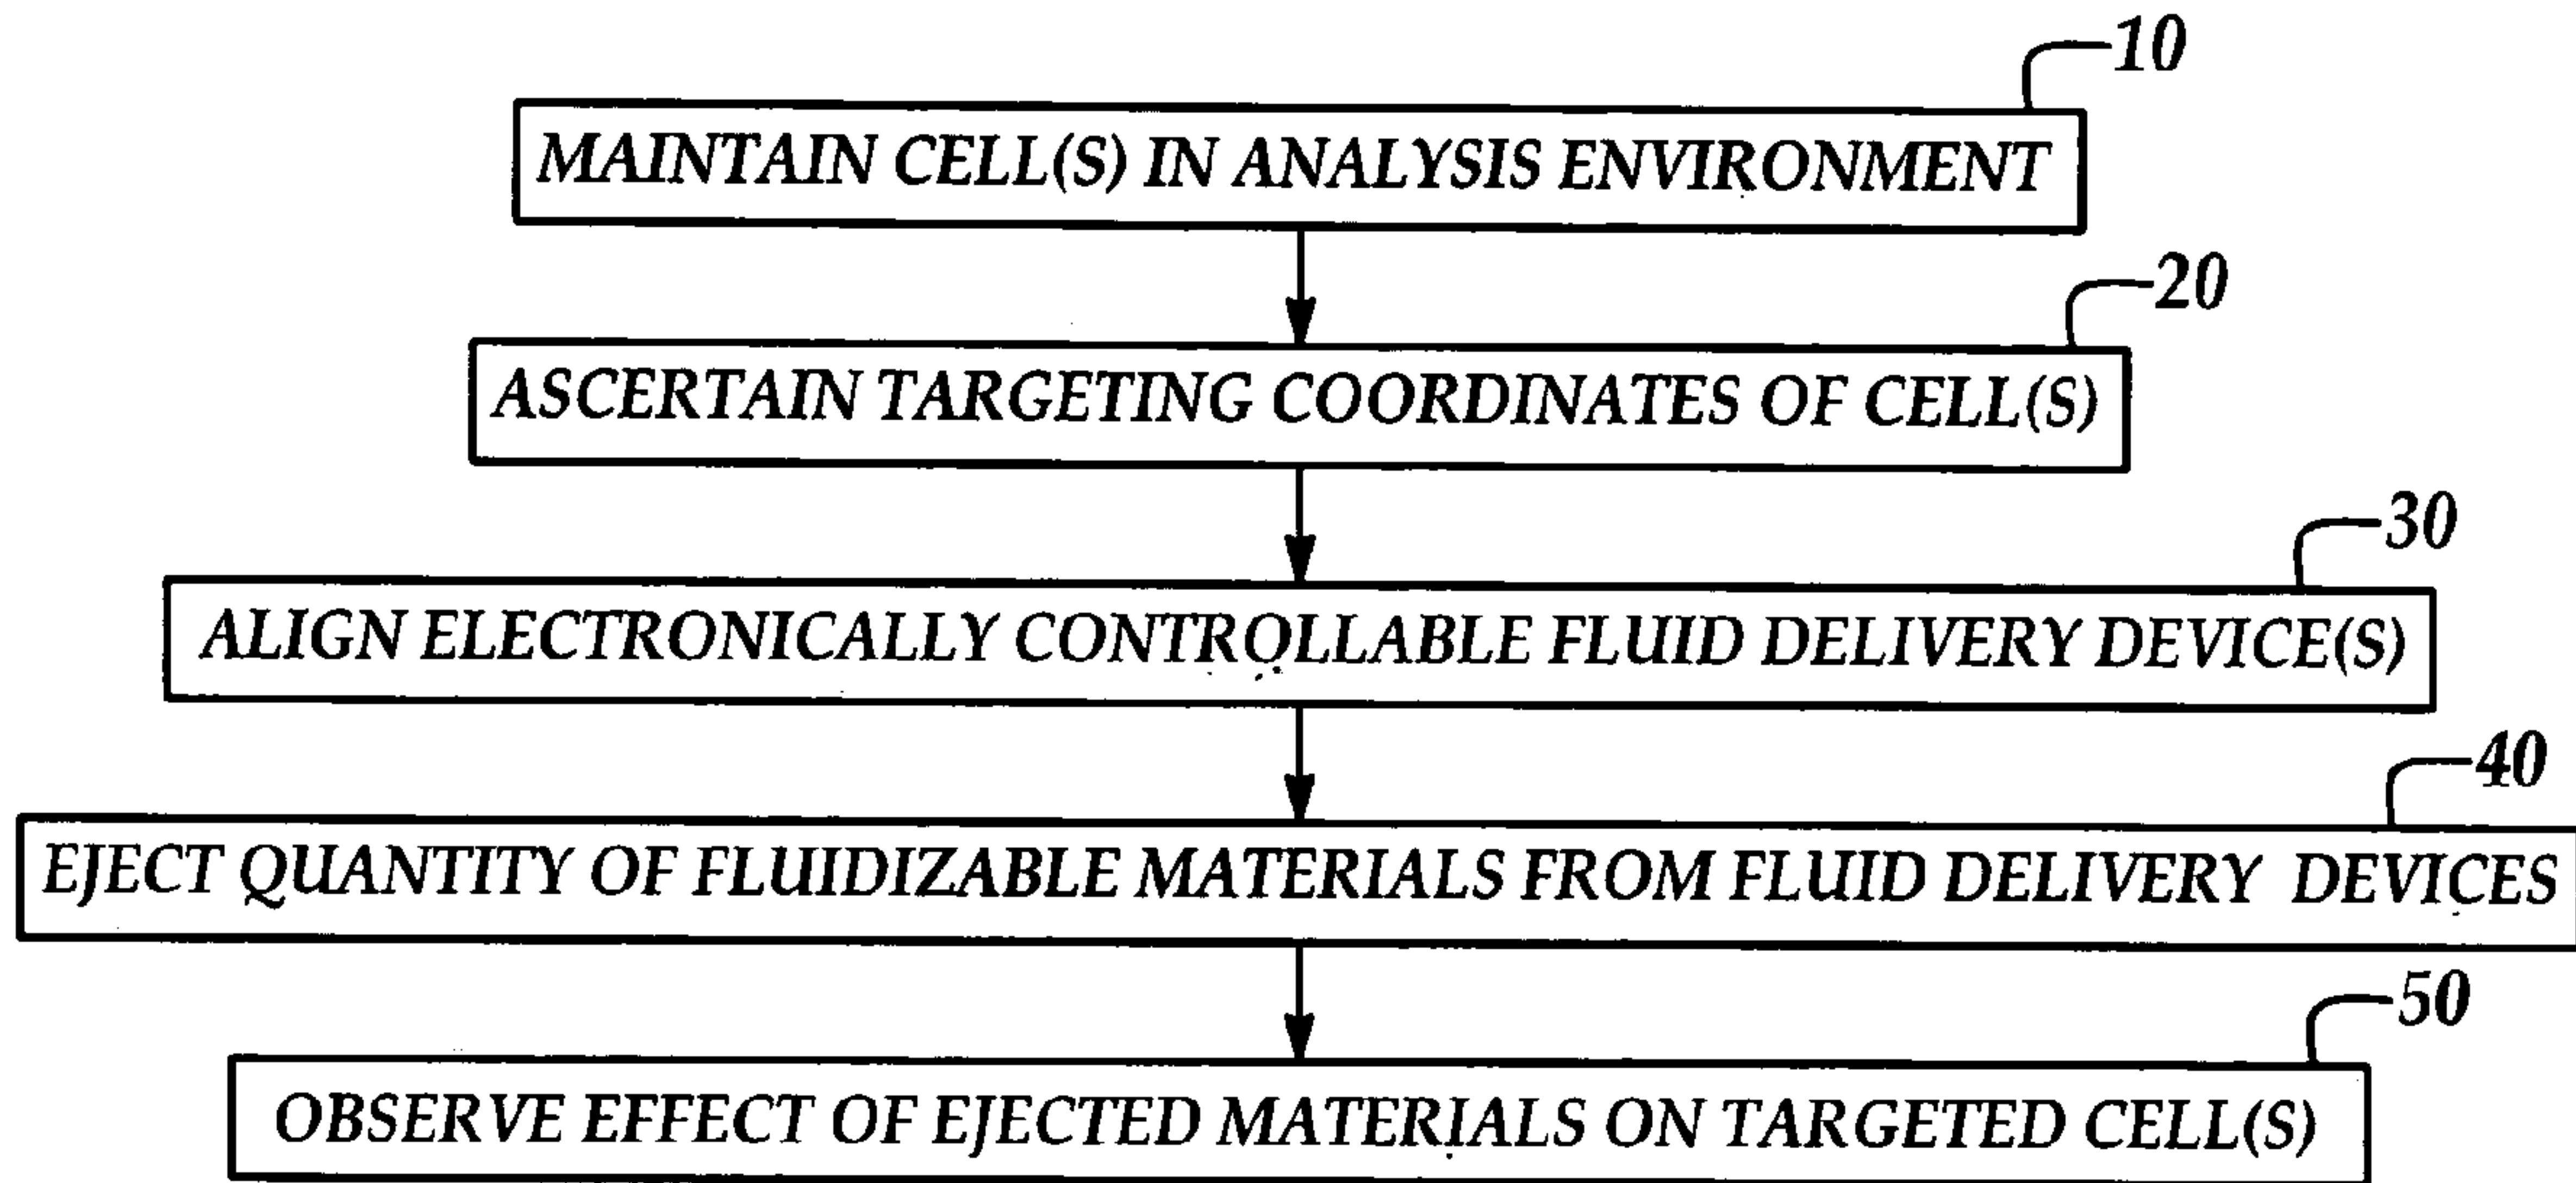 10
MAINTAIN CELL(S) IN ANALYSIS ENVIRONMENT
20
ASCERTAIN TARGETING COORDINATES OF CELL(S)
30
ALIGN ELECTRONICALLY CONTROLLABLE FLUID DELIVERY DEVICE(S)
40
EJECT QUANTITY OF FLUIDIZABLE MATERIALS FROM FLUID DELIVERY DEVICES
50
OBSERVE EFFECT OF EJECTED MATERIALS ON TARGETED CELL(S)